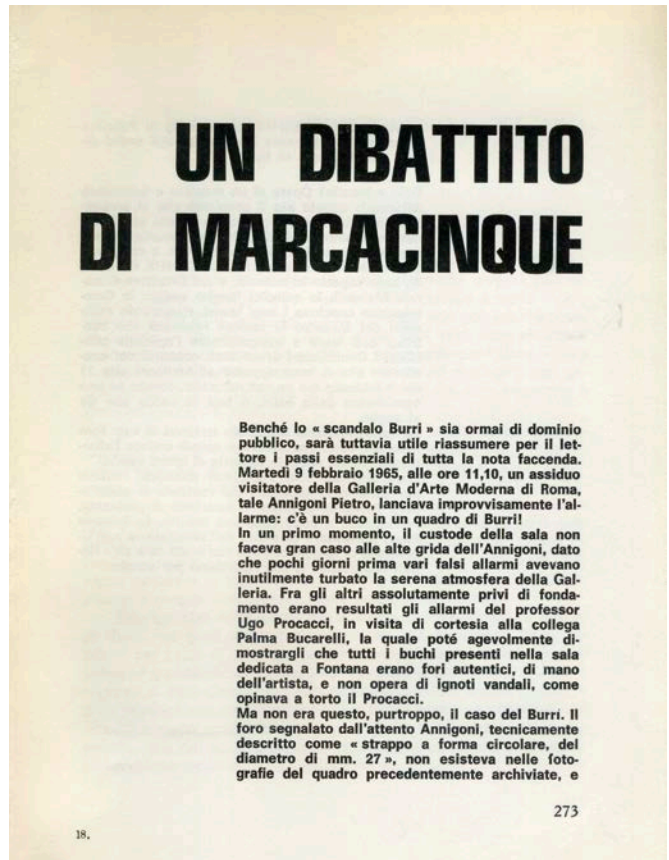 UN DIBATTITO
DI MARCACINQUE
Benché lo « scandalo Burri » sia ormai di dominio
pubblico, sarà tuttavia utile riassumere per il let-
tore i passi essenziali di tutta la nota faccenda.
Martedì 9 febbraio 1965, alle ore 11,10, un assiduo
visitatore della Galleria d'Arte Moderna di Roma,
tale Annigoni Pietro, lanciava improvvisamente l'al-
larme: c'è un buco in un quadro di Burri!
In un primo momento, il custode della sala non
faceva gran caso alle alte grida dell'Annigoni, dato
che pochi giorni prima vari falsi allarmi avevano
inutilmente turbato la serena atmosfera della Gal-
leria. Fra gli altri assolutamente privi di fonda-
mento erano resultati gli allarmi del professor
Ugo Procacci, in visita di cortesia alla collega
Palma Bucarelli, la quale poté agevolmente di-
mostrargli che tutti i buchi presenti nella sala
dedicata a Fontana erano fori autentici, di mano
dell'artista, e non opera di ignoti vandali, come
opinava a torto il Procacci.
Ma non era questo, purtroppo, il caso del Burri. Il
foro segnalato dall'attento Annigoni, tecnicamente
descritto come « strappo a forma circolare, del
diametro di mm. 27 », non esisteva nelle foto-
grafie del quadro precedentemente archiviate, e
273
18.